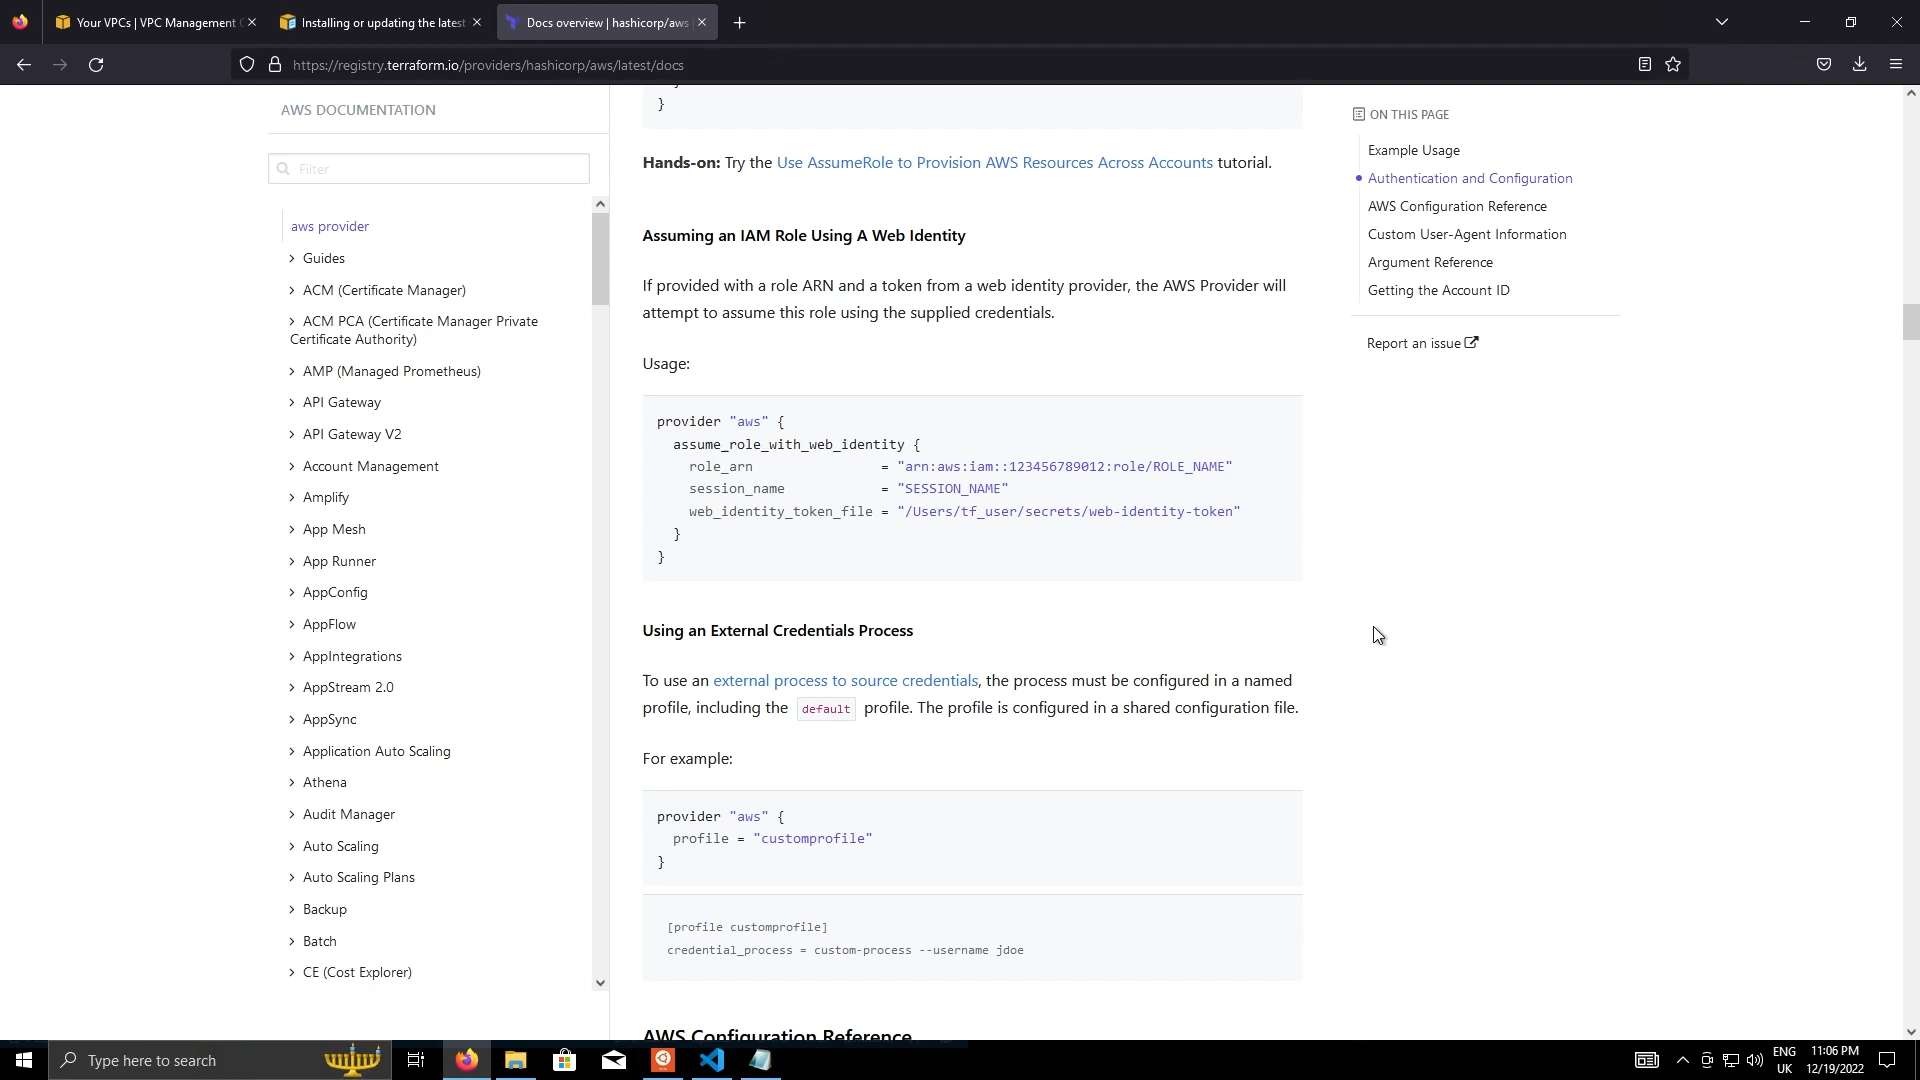 Your VPCs | VPC Management C
Installing or updating the latest
Docs overview | hashicorp/aws
https://registry.terraform.io/providers/hashicorp/aws/latest/docs
AWS DOCUMENTATION
Filter
aws provider
Guides
ACM (Certificate Manager)
ACM PCA (Certificate Manager Private
Certificate Authority)
AMP (Managed Prometheus)
API Gateway
API Gateway V2
Account Management
Amplify
App Mesh
App Runner
AppConfig
AppFlow
AppIntegrations
AppStream 2.0
AppSync
Application Auto Scaling
Athena
Audit Manager
Auto Scaling
Auto Scaling Plans
Backup
Batch
CE (Cost Explorer)
}
Hands-on: Try the Use AssumeRole to Provision AWS Resources Across Accounts tutorial.
Assuming an IAM Role Using A Web Identity
If provided with a role ARN and a token from a web identity provider, the AWS Provider will
attempt to assume this role using the supplied credentials.
Usage:
provider "aws" {
assume_role_with_web_identity {
role_arn = "arn:aws:iam::123456789012:role/ROLE_NAME"
session_name = "SESSION_NAME"
web_identity_token_file = "/Users/tf_user/secrets/web-identity-token"
}
}
Using an External Credentials Process
To use an external process to source credentials, the process must be configured in a named
profile, including the default profile. The profile is configured in a shared configuration file.
For example:
provider "aws" {
profile = "customprofile"
}
[profile customprofile]
credential_process = custom-process --username jdoe
AWS Configuration Reference
ON THIS PAGE
Example Usage
Authentication and Configuration
AWS Configuration Reference
Custom User-Agent Information
Argument Reference
Getting the Account ID
Report an issue
Type here to search
ENG
UK
11:06 PM
12/19/2022